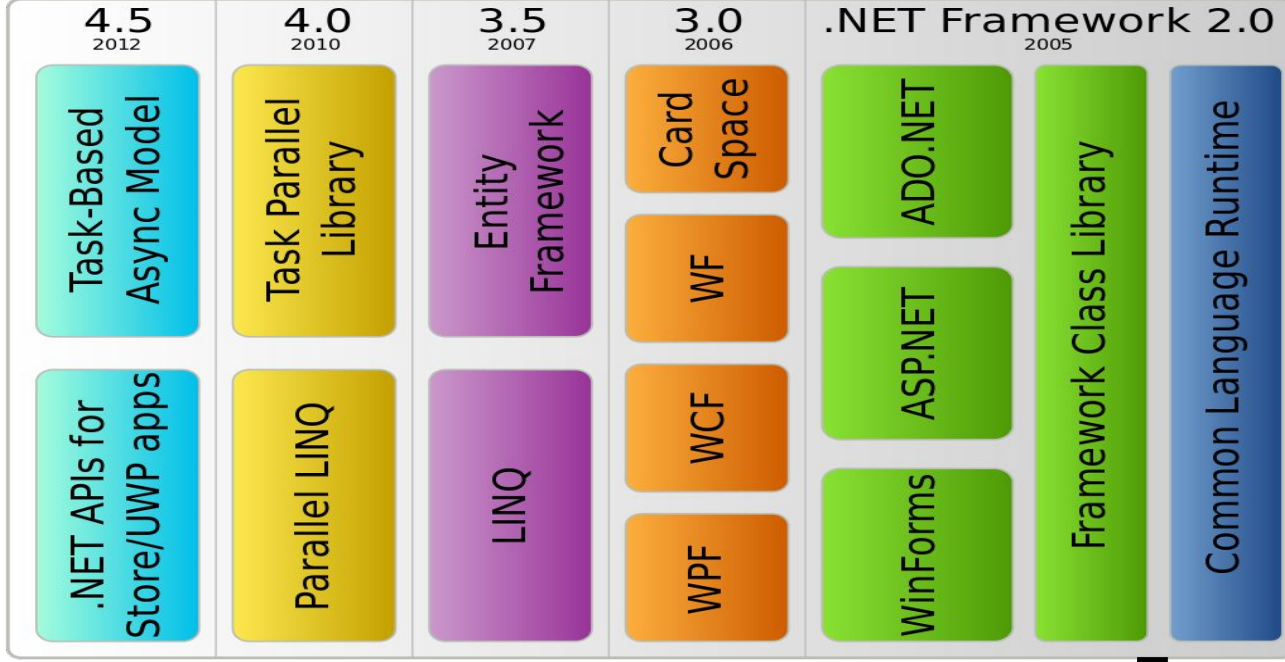 4.5
2012
4.0
2010
3.5
2007
3.0
2006
.NET Framework 2.0
2005
Task-Based
Async Model
.NET APIs for
Store/UWP apps
Task Parallel
Library
Parallel LINQ
Entity
Framework
LINQ
Card
Space
WF
WCF
WPF
ADO.NET
ASP.NET
WinForms
Framework Class Library
Common Language Runtime